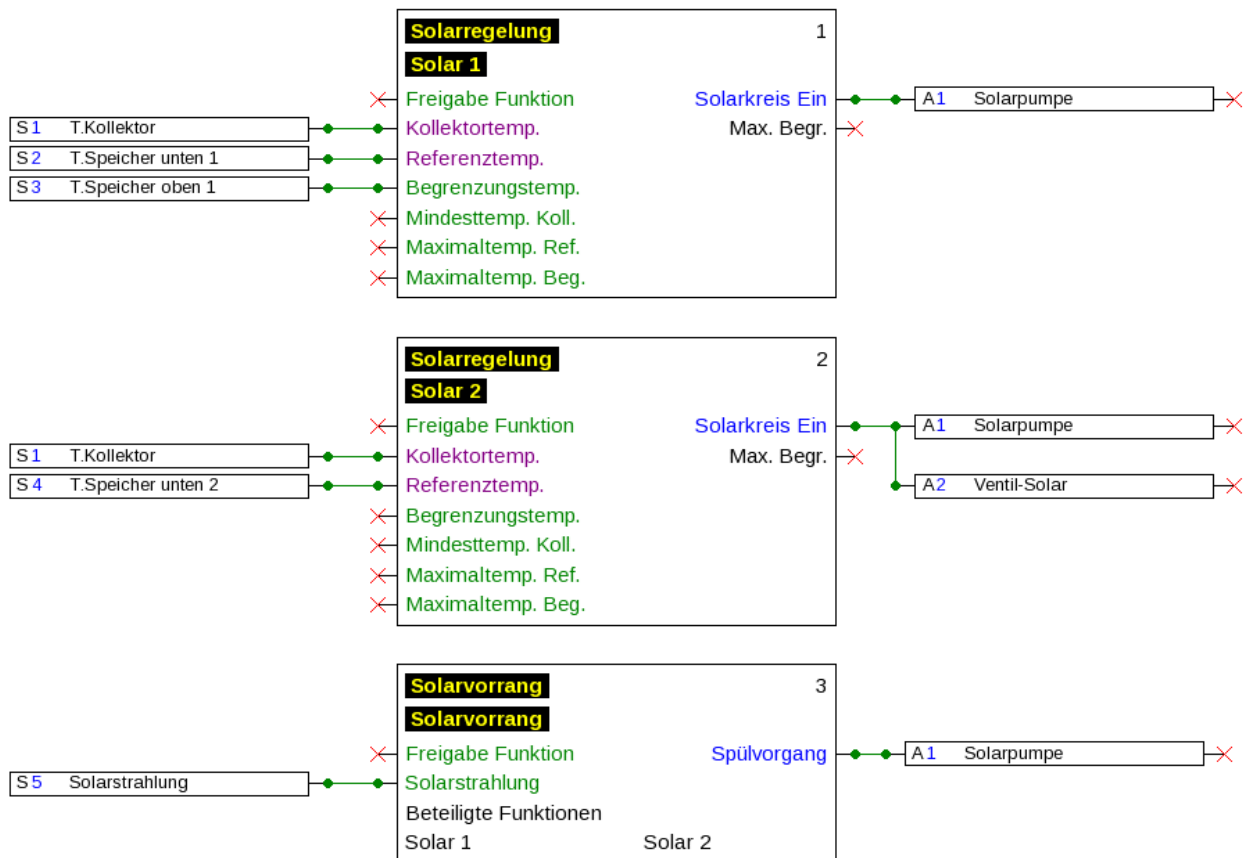 Solarregelung 1
Solar 1
Freigabe Funktion Solarkreis Ein A1 Solarpumpe
S1 T.Kollektor Kollektortemp. Max. Begr.
S2 T.Speicher unten 1 Referenztemp.
S3 T.Speicher oben 1 Begrenzungstemp.
Mindesttemp. Koll.
Maximaltemp. Ref.
Maximaltemp. Beg.
Solarregelung 2
Solar 2
Freigabe Funktion Solarkreis Ein A1 Solarpumpe
S1 T.Kollektor Kollektortemp. Max. Begr.
S4 T.Speicher unten 2 Referenztemp. A2 Ventil-Solar
Begrenzungstemp.
Mindesttemp. Koll.
Maximaltemp. Ref.
Maximaltemp. Beg.
Solarvorrang 3
Solarvorrang
Freigabe Funktion Spülvorgang A1 Solarpumpe
S5 Solarstrahlung Solarstrahlung
Beteiligte Funktionen
Solar 1 Solar 2